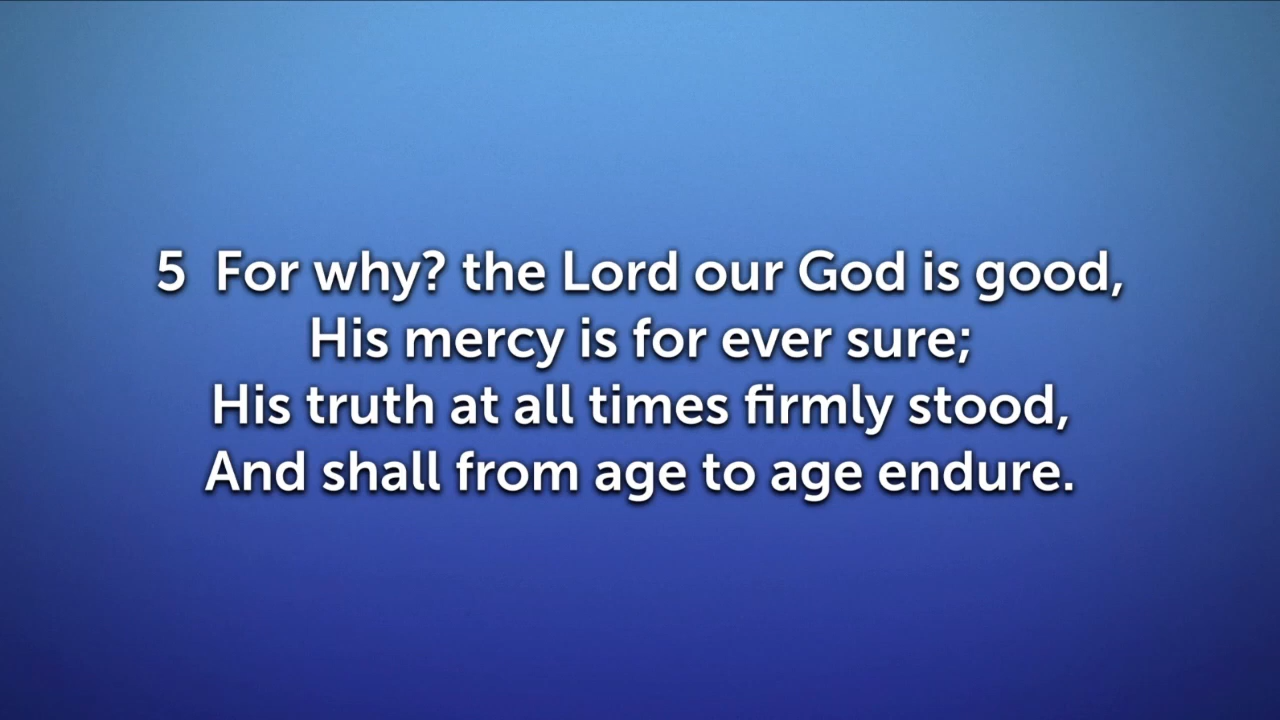 5 For why? the Lord our God is good,
His mercy is for ever sure;
His truth at all times firmly stood,
And shall from age to age endure.